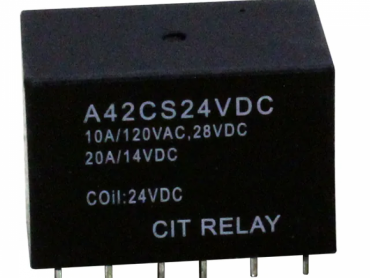 A42CS24VDC
10A/120VAC,28VDC
20A/14VDC
COil:24VDC
CIT RELAY